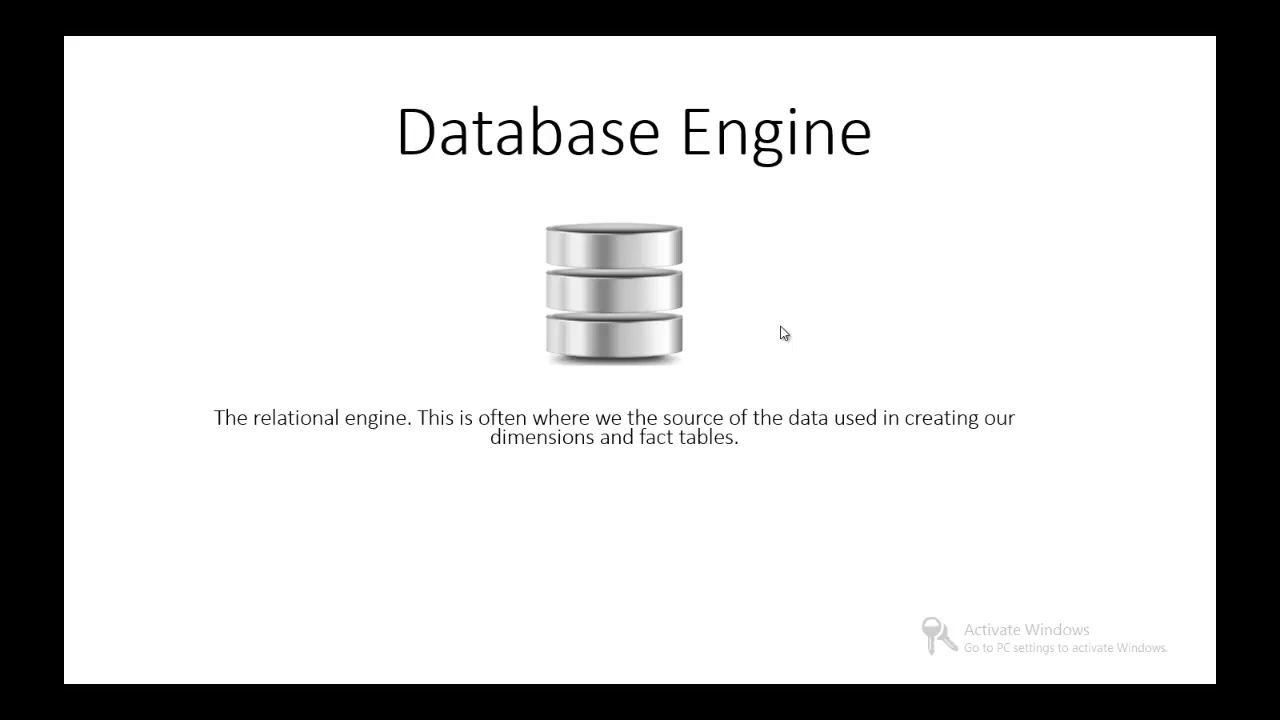 Database Engine
The relational engine. This is often where we the source of the data used in creating our
dimensions and fact tables.
Activate Windows
Go to PC settings to activate Windows.